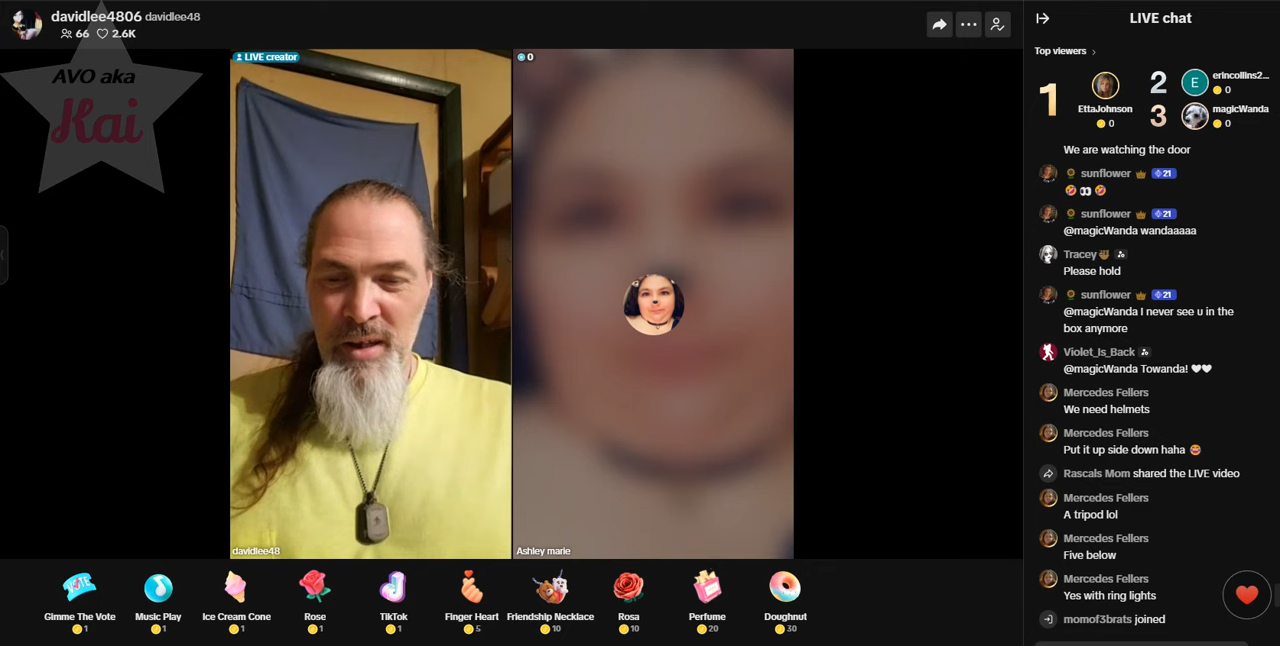 davidlee4806 davidlee48
66 2.6K
AVO aka
Kai
LIVE creator
0
davidlee48
Ashley marie
Gimme The Vote
1
Music Play
1
Ice Cream Cone
1
Rose
1
TikTok
1
Finger Heart
5
Friendship Necklace
10
Rosa
10
Perfume
20
Doughnut
30
LIVE chat
Top viewers
1
EttaJohnson
0
2
E
erincollins2...
0
3
magicWanda
0
We are watching the door
sunflower 21
sunflower 21
@magicWanda wandaaaaa
Tracey
Please hold
sunflower 21
@magicWanda I never see u in the
box anymore
Violet_Is_Back
@magicWanda Towanda! 🤍🤍
Mercedes Fellers
We need helmets
Mercedes Fellers
Put it up side down haha
Rascals Mom shared the LIVE video
Mercedes Fellers
A tripod lol
Mercedes Fellers
Five below
Mercedes Fellers
Yes with ring lights
momof3brats joined